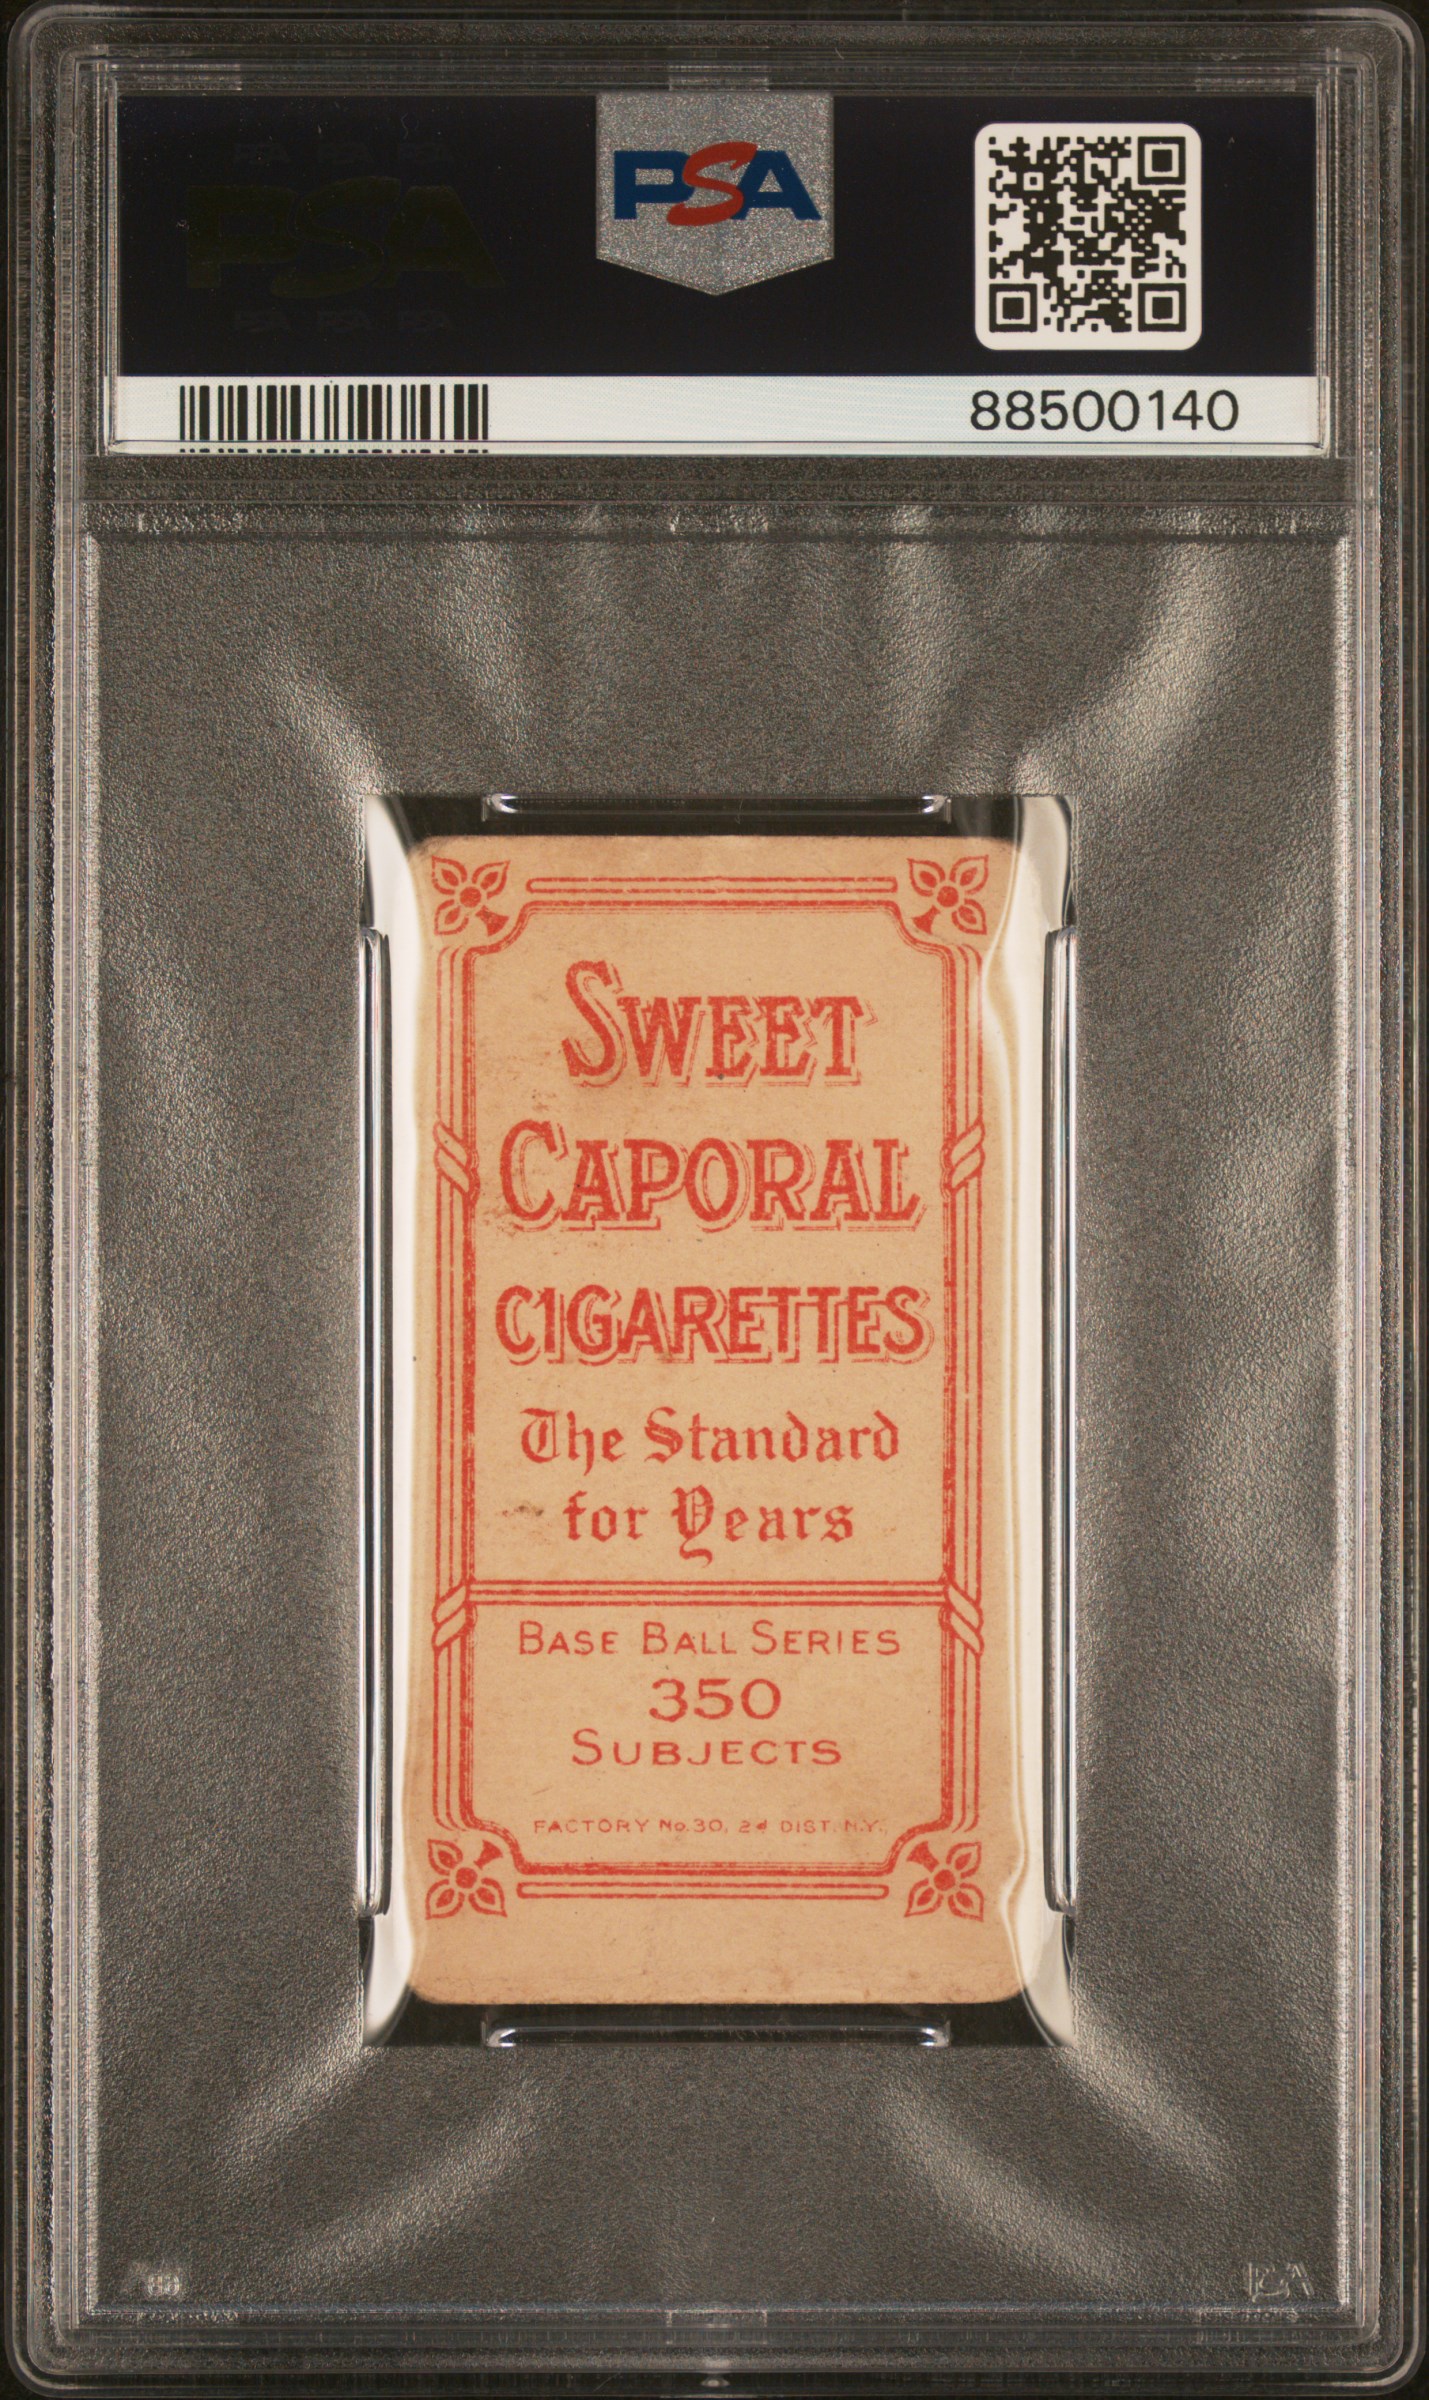 PSA
88500140
SWEET
CAPORAL
CIGARETTES
The Standard
for Years
BASE BALL SERIES
350
SUBJECTS
FACTORY No. 30, 2d DIST. N.Y.